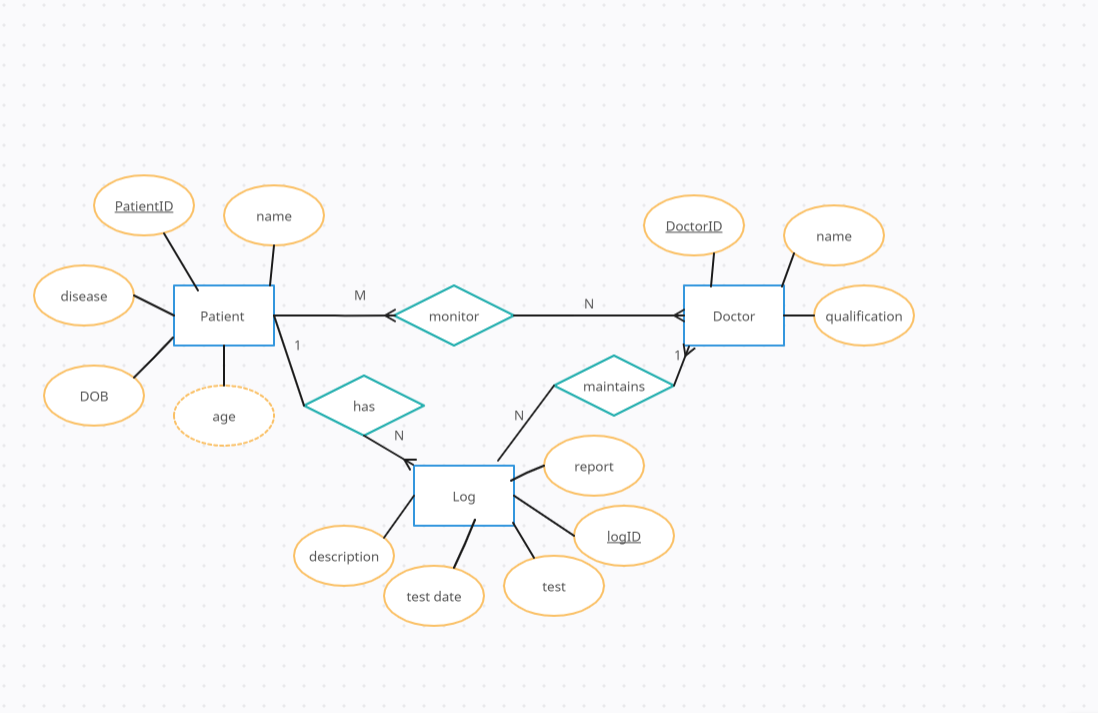 PatientID
name
DoctorID
name
disease
M
N
Patient
monitor
Doctor
qualification
1
1
DOB
age
has
maintains
N
N
report
Log
logID
description
test date
test